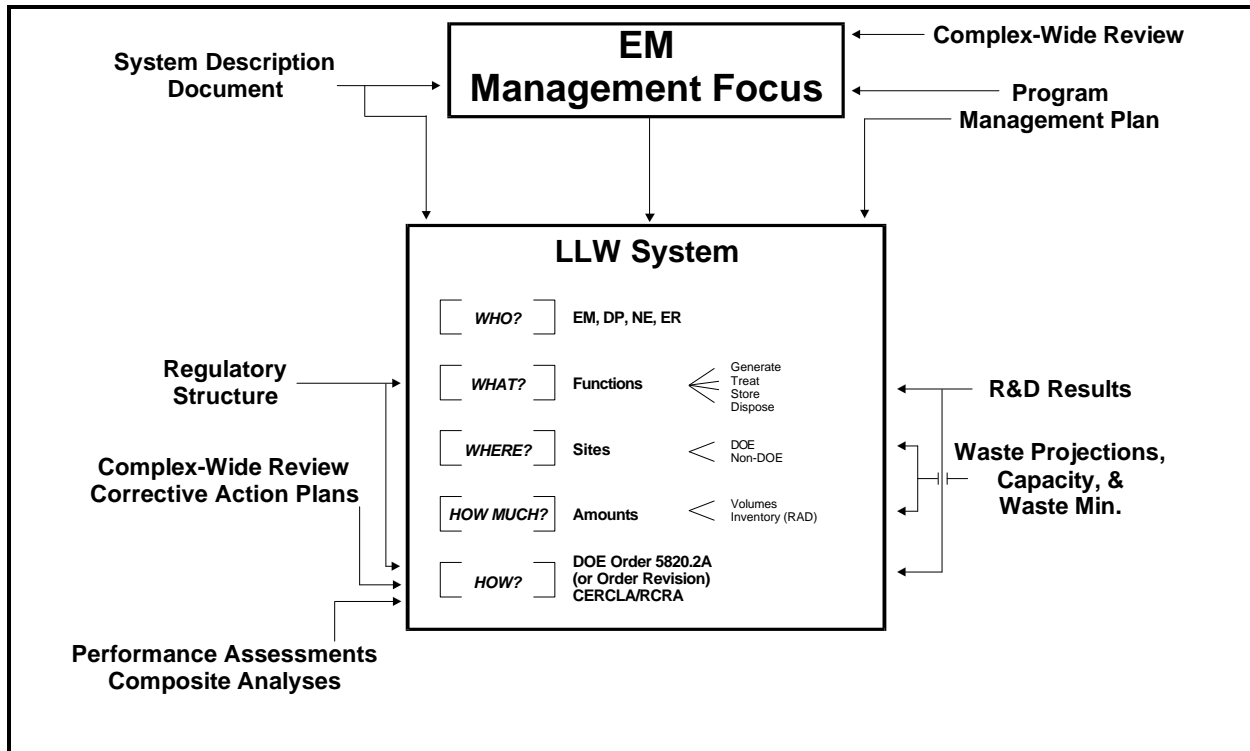 EM
Management Focus
Complex-Wide Review
System Description
Document
Program
Management Plan
LLW System
WHO?
EM, DP, NE, ER
WHAT?
Functions
Generate
Treat
Store
Dispose
WHERE?
Sites
DOE
Non-DOE
HOW MUCH?
Amounts
Volumes
Inventory (RAD)
HOW?
DOE Order 5820.2A
(or Order Revision)
CERCLA/RCRA
Regulatory
Structure
Complex-Wide Review
Corrective Action Plans
Performance Assessments
Composite Analyses
R&D Results
Waste Projections,
Capacity, &
Waste Min.